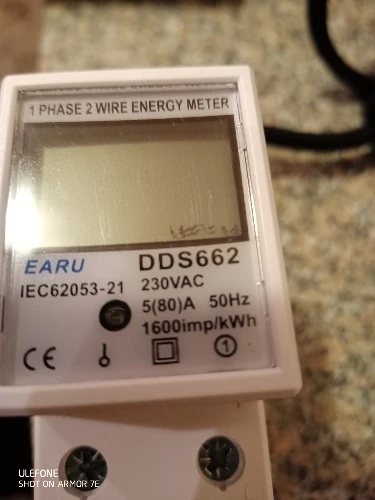 1 PHASE 2 WIRE ENERGY METER
EARU DDS662
IEC62053-21 230VAC
5(80)A 50Hz
1600imp/kWh
CE
1
ULEFONE
SHOT ON ARMOR 7E